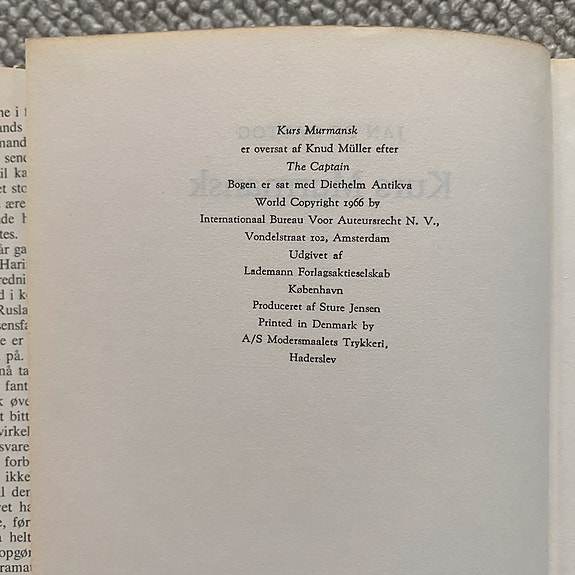 Kurs Murmansk
er oversat af Knud Müller efter
The Captain
Bogen er sat med Diethelm Antikva
World Copyright 1966 by
Internationaal Bureau Voor Auteursrecht N. V.,
Vondelstraat 102, Amsterdam
Udgivet af
Lademann Forlagsaktieselskab
København
Produceret af Sture Jensen
Printed in Denmark by
A/S Modersmaalets Trykkeri,
Haderslev